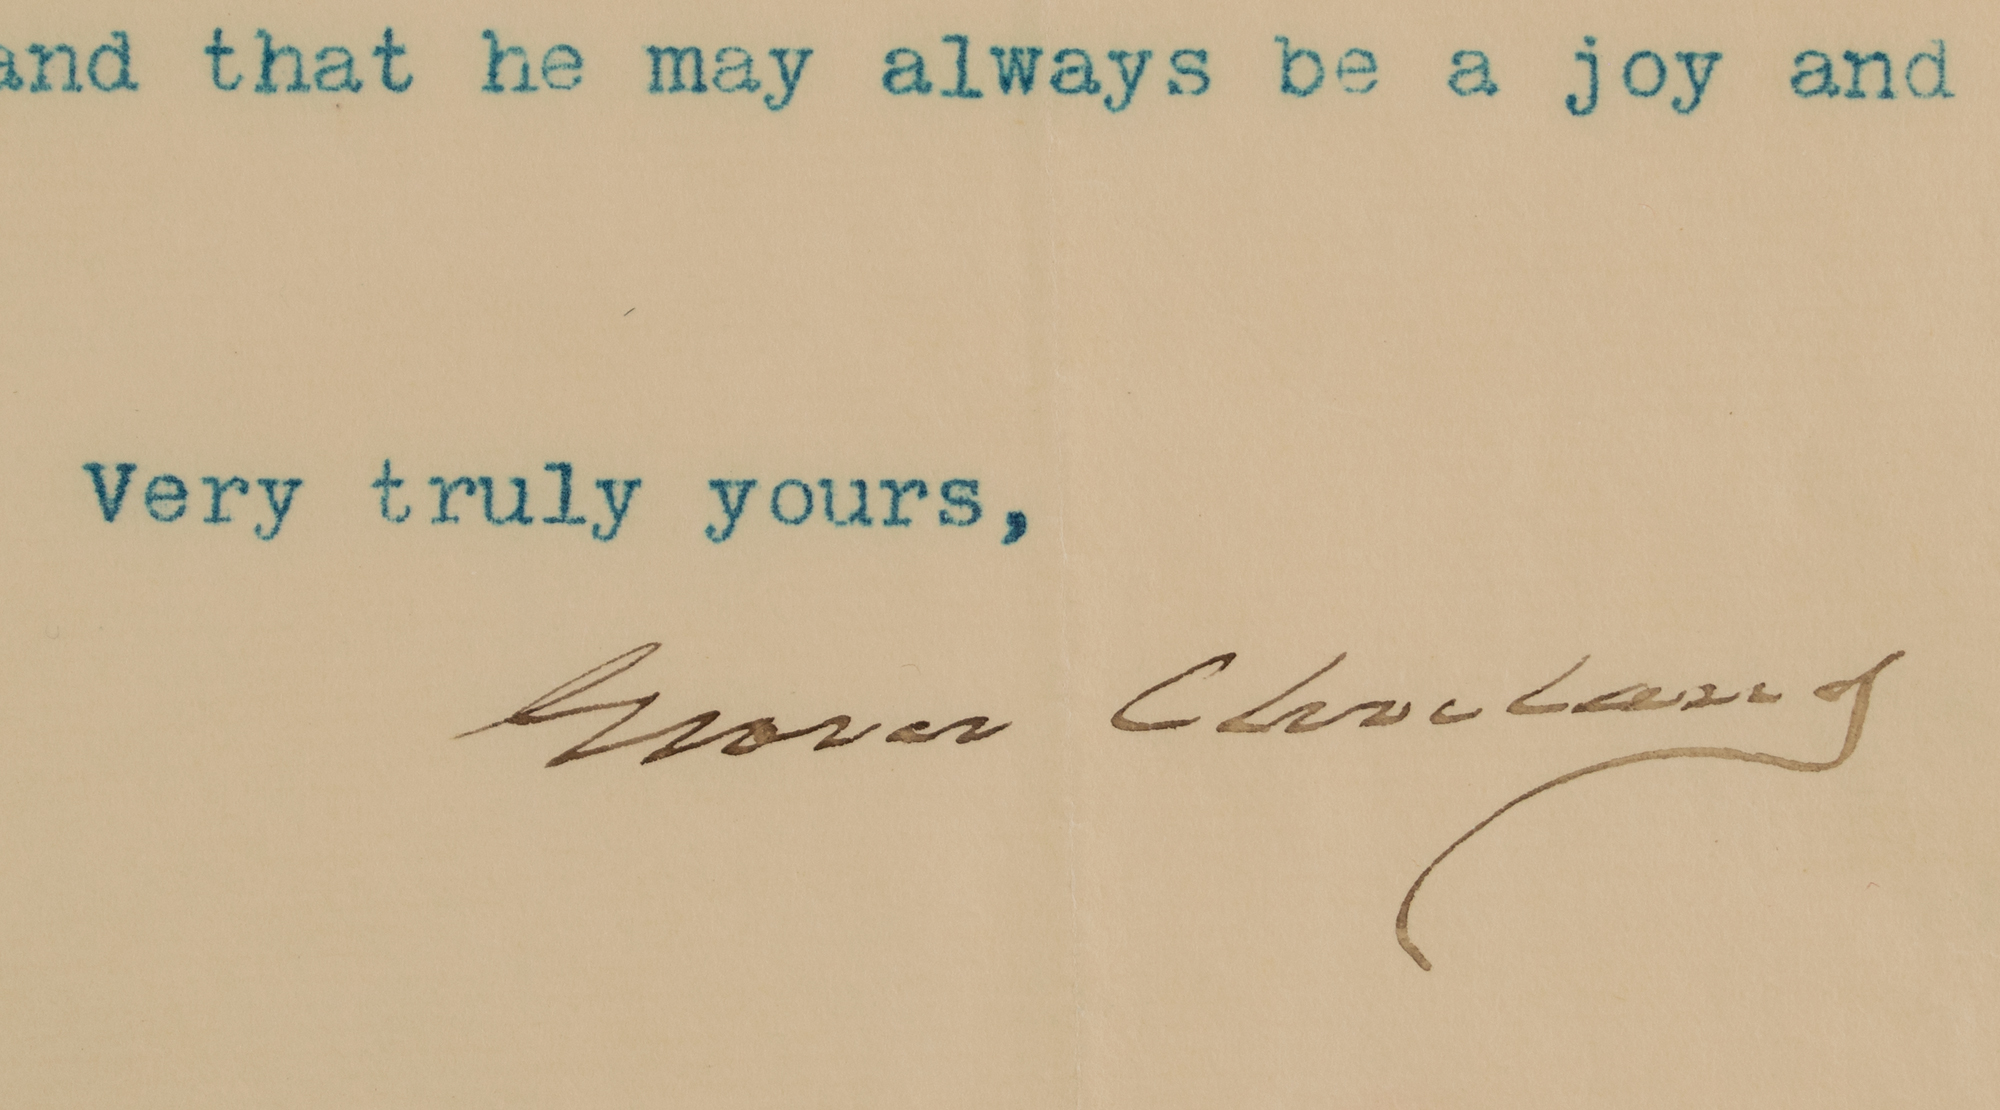 and that he may always be a joy and
Very truly yours,
Grover Cleveland